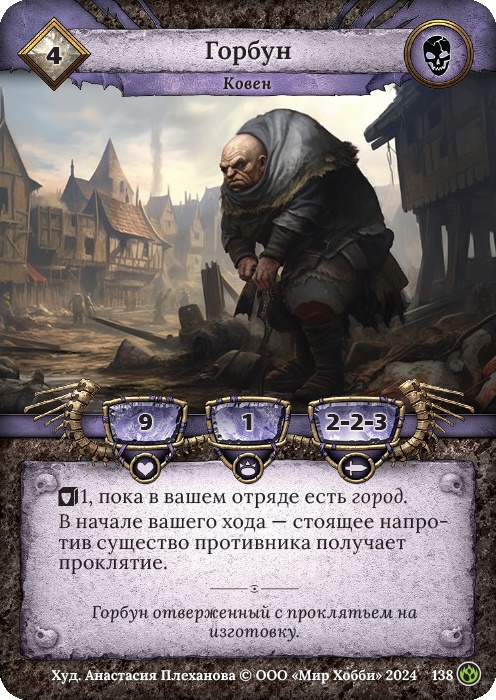 4
Горбун
Ковен
9
1
2-2-3
1, пока в вашем отряде есть город.
В начале вашего хода — стоящее напро-
тив существо противника получает
проклятие.
Горбун отверженный с проклятьем на
изготовку.
Худ. Анастасия Плеханова © ООО «Мир Хобби» 2024 138